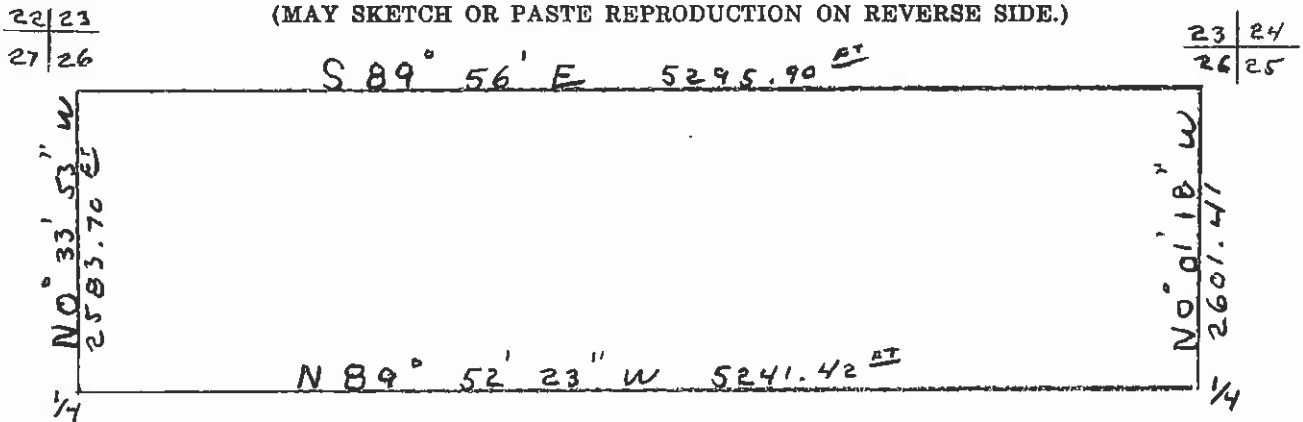 (MAY SKETCH OR PASTE REPRODUCTION ON REVERSE SIDE.)
22 | 23
27 | 26
23 | 24
26 | 25
S 89° 56' E 5295.90 FT
N 0° 33' 53" W
2583.70 FT
N 0° 01' 18" W
2601.41
N 89° 52' 23" W 5241.42 FT
1/4
1/4